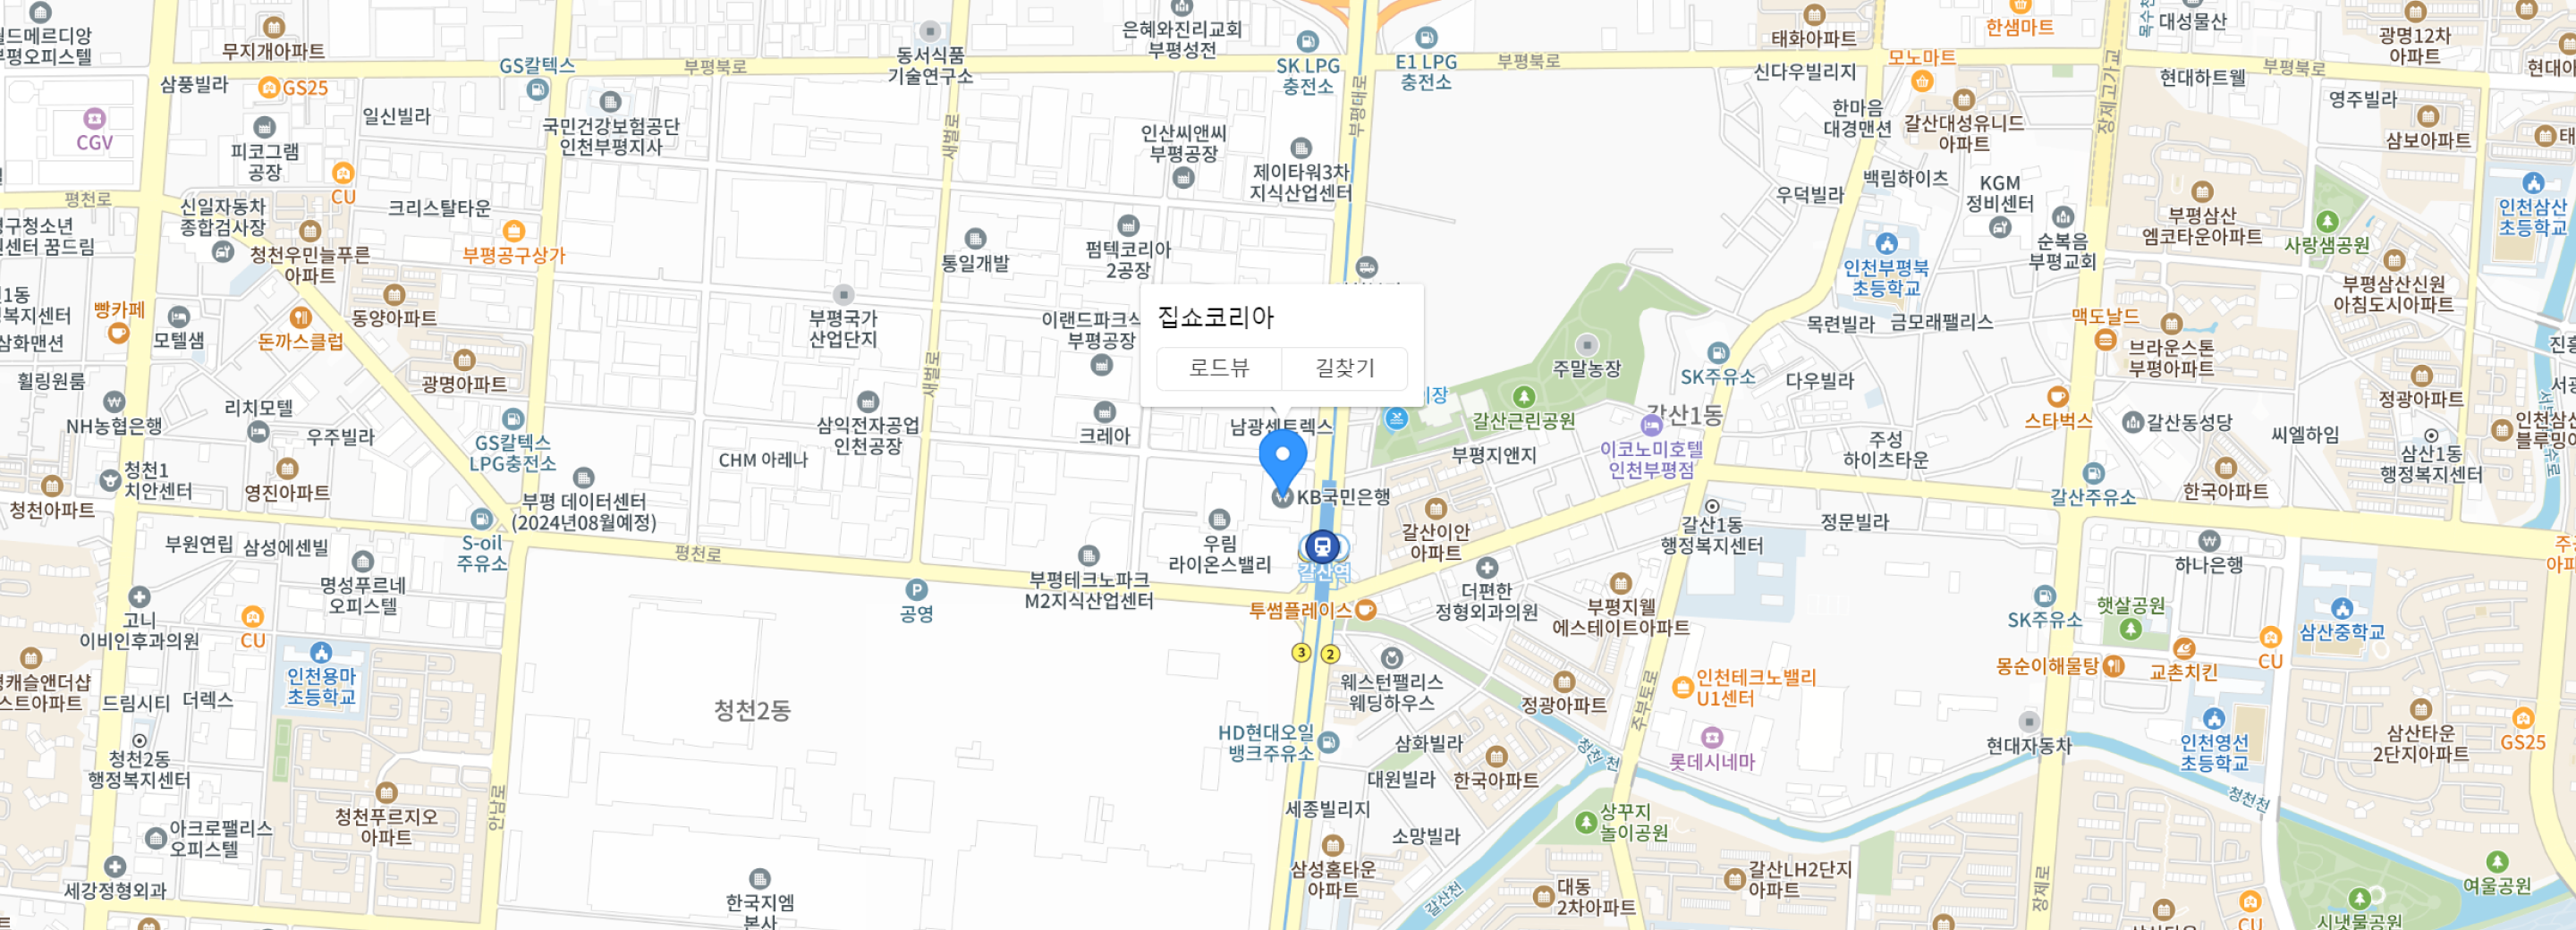 월드메르디앙
부평오피스텔
무지개아파트
삼풍빌라
GS25
CGV
피코그램
공장
CU
일신빌라
GS칼텍스
국민건강보험공단
인천부평지사
부평북로
동서식품
기술연구소
새벌로
은혜와진리교회
부평성전
SK LPG
충전소
E1 LPG
충전소
부평대로
부평북로
인산씨앤씨
부평공장
제이타워3차
지식산업센터
태화아파트
한샘마트
모노마트
신다우빌리지
한마음
대경맨션
갈산대성유니드
아파트
대성물산
장제고가교
현대하트웰
부평북로
광명12차
아파트
영주빌라
삼보아파트
평천로
신일자동차
종합검사장
청천우민늘푸른
아파트
크리스탈타운
부평공구상가
통일개발
펌텍코리아
2공장
우덕빌라
백림하이츠
KGM
정비센터
순복음
부평교회
인천부평북
초등학교
부평삼산
엠코타운아파트
사랑샘공원
인천삼산
초등학교
부평삼산신원
아침도시아파트
빵카페
모텔샘
돈까스클럽
동양아파트
광명아파트
부평국가
산업단지
새벌로
이랜드파크식
부평공장
집쇼코리아
로드뷰
길찾기
주말농장
SK주유소
목련빌라
금모래팰리스
맥도날드
브라운스톤
부평아파트
삼화맨션
힐링원룸
NH농협은행
리치모텔
우주빌라
GS칼텍스
LPG충전소
삼익전자공업
인천공장
크레아
남광센트렉스
갈산근린공원
갈산1동
다우빌라
스타벅스
갈산동성당
정광아파트
씨엘하임
청천1
치안센터
청천아파트
영진아파트
CHM 아레나
부평 데이터센터
(2024년08월예정)
KB국민은행
부평지앤지
이코노미호텔
인천부평점
주성
하이츠타운
갈산주유소
한국아파트
삼산1동
행정복지센터
부원연립
삼성에센빌
S-oil
주유소
평천로
우림
라이온스밸리
갈산역
갈산이안
아파트
갈산1동
행정복지센터
정문빌라
하나은행
명성푸르네
오피스텔
고니
이비인후과의원
CU
공영
부평테크노파크
M2지식산업센터
투썸플레이스
더편한
정형외과의원
부평지웰
에스테이트아파트
SK주유소
햇살공원
삼산중학교
CU
인천용마
초등학교
드림시티
더렉스
청천2동
3
2
웨스턴팰리스
웨딩하우스
정광아파트
주부토로
인천테크노밸리
U1센터
몽순이해물탕
교촌치킨
청천2동
행정복지센터
안남로
HD현대오일
뱅크주유소
삼화빌라
청천천
롯데시네마
현대자동차
인천영선
초등학교
삼산타운
2단지아파트
GS25
대원빌라
한국아파트
청천푸르지오
아파트
세종빌리지
소망빌라
상꾸지
놀이공원
청천천
아크로팰리스
오피스텔
세강정형외과
한국지엠
본사
삼성홈타운
아파트
갈산천
대동
2차아파트
갈산LH2단지
아파트
장제로
CU
시냇물공원
여울공원